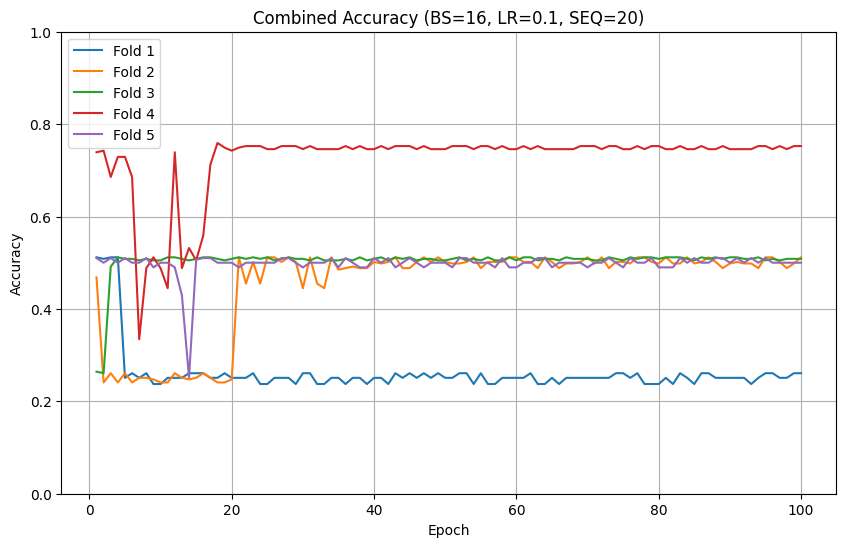 Combined Accuracy (BS=16, LR=0.1, SEQ=20)
1.0
0.8
0.6
0.4
0.2
0.0
Accuracy
Fold 1
Fold 2
Fold 3
Fold 4
Fold 5
0 20 40 60 80 100
Epoch